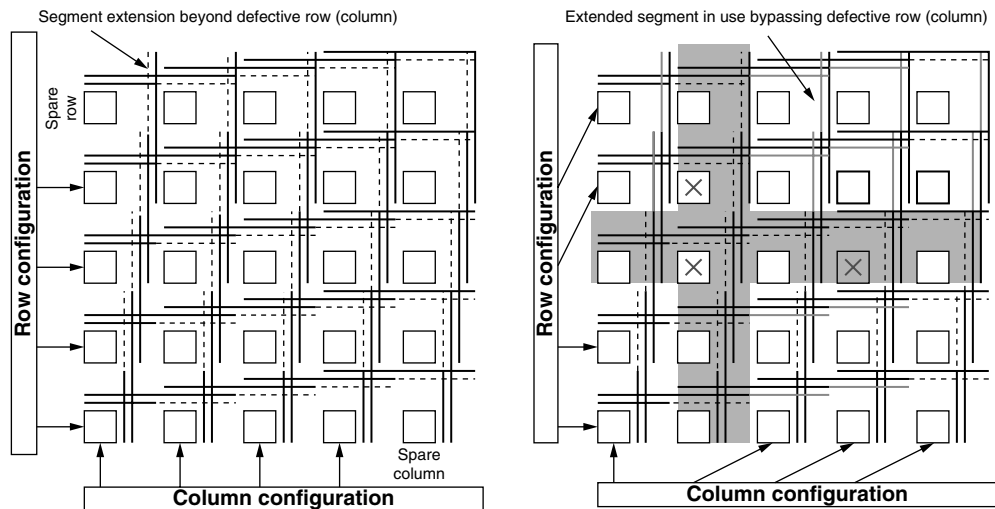 Segment extension beyond defective row (column)
Spare
row
Row configuration
Spare
column
Column configuration
Extended segment in use bypassing defective row (column)
Row configuration
Column configuration